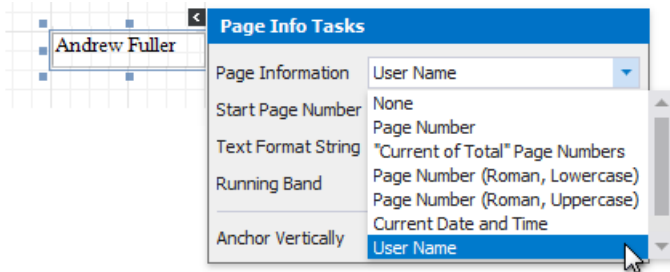 Andrew Fuller
Page Info Tasks
Page Information User Name
Start Page Number
Text Format String
Running Band
Anchor Vertically
None
Page Number
"Current of Total" Page Numbers
Page Number (Roman, Lowercase)
Page Number (Roman, Uppercase)
Current Date and Time
User Name